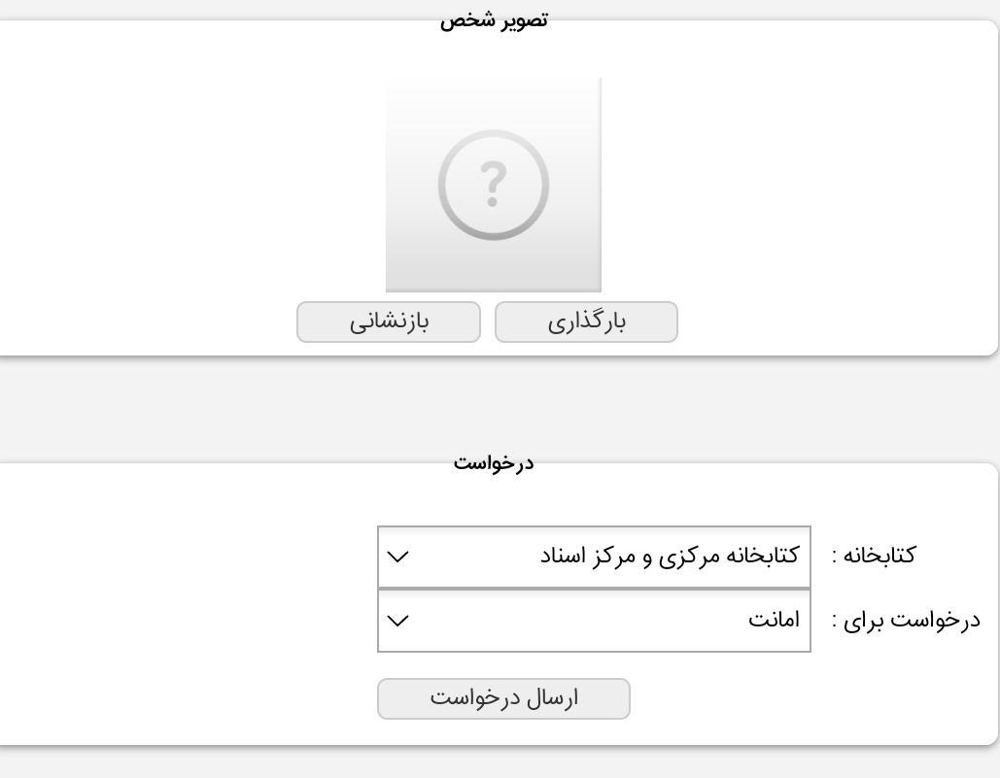 تصویر شخص
?
بارگذاری بازنشانی
درخواست
کتابخانه : کتابخانه مرکزی و مرکز اسناد
درخواست برای : امانت
ارسال درخواست